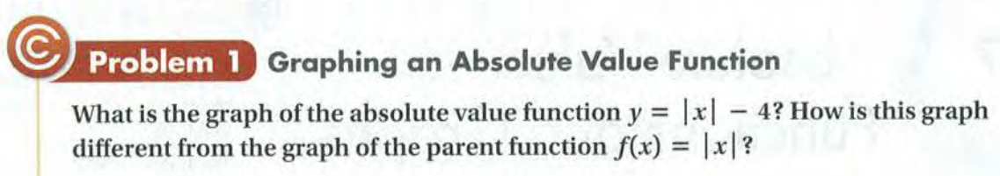 © Problem 1 Graphing an Absolute Value Function
What is the graph of the absolute value function y = |x| − 4? How is this graph
different from the graph of the parent function f(x) = |x|?